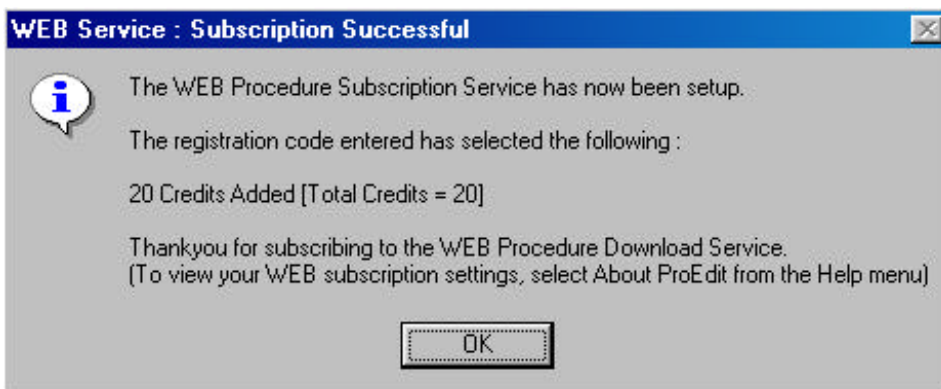 WEB Service : Subscription Successful
The WEB Procedure Subscription Service has now been setup.
The registration code entered has selected the following :
20 Credits Added [Total Credits = 20]
Thankyou for subscribing to the WEB Procedure Download Service.
(To view your WEB subscription settings, select About ProEdit from the Help menu)
OK